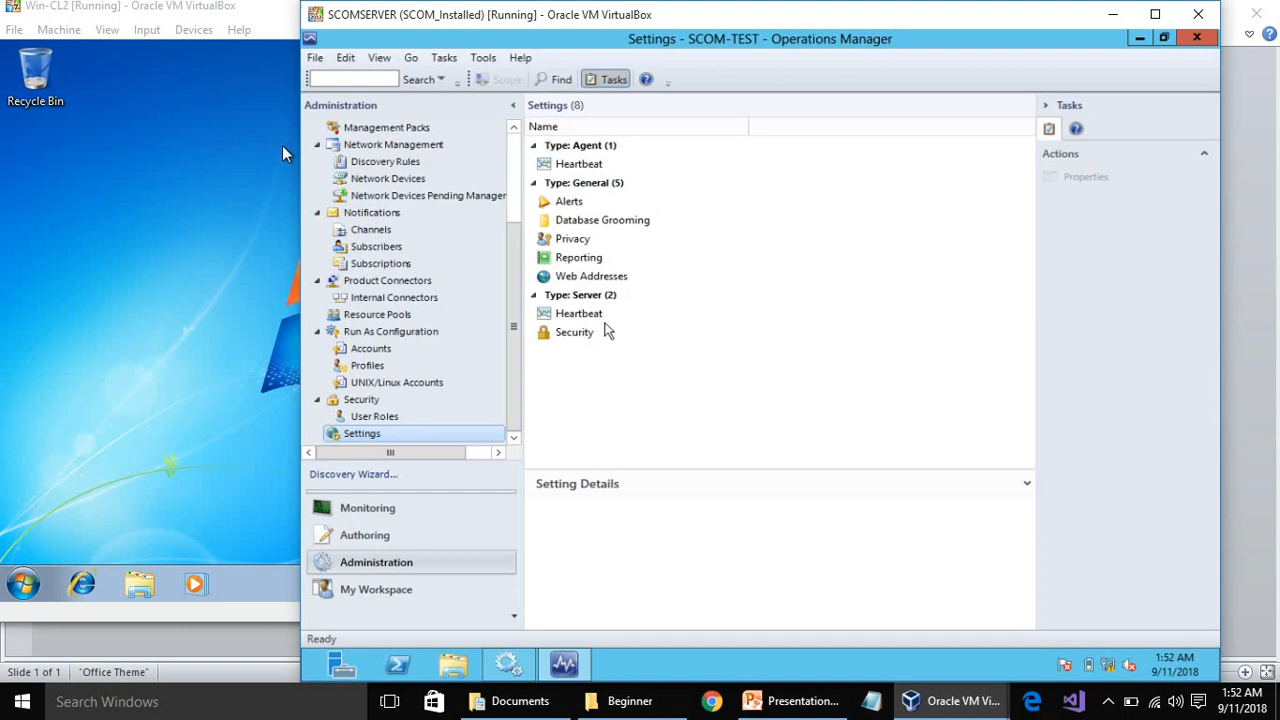 Win-CL2 [Running] - Oracle VM VirtualBox
File Machine View Input Devices Help
Recycle Bin
SCOMSERVER (SCOM_Installed) [Running] - Oracle VM VirtualBox
Settings - SCOM-TEST - Operations Manager
File Edit View Go Tasks Tools Help
Search Scope Find Tasks
Administration
Management Packs
Network Management
Discovery Rules
Network Devices
Network Devices Pending Manager
Notifications
Channels
Subscribers
Subscriptions
Product Connectors
Internal Connectors
Resource Pools
Run As Configuration
Accounts
Profiles
UNIX/Linux Accounts
Security
User Roles
Settings
Discovery Wizard...
Monitoring
Authoring
Administration
My Workspace
Settings (8)
Name
Type: Agent (1)
Heartbeat
Type: General (5)
Alerts
Database Grooming
Privacy
Reporting
Web Addresses
Type: Server (2)
Heartbeat
Security
Setting Details
Tasks
Actions
Properties
Ready
1:52 AM
9/11/2018
Slide 1 of 1 "Office Theme"
Search Windows
Documents
Beginner
Presentation...
Oracle VM Vi...
1:52 AM
9/11/2018